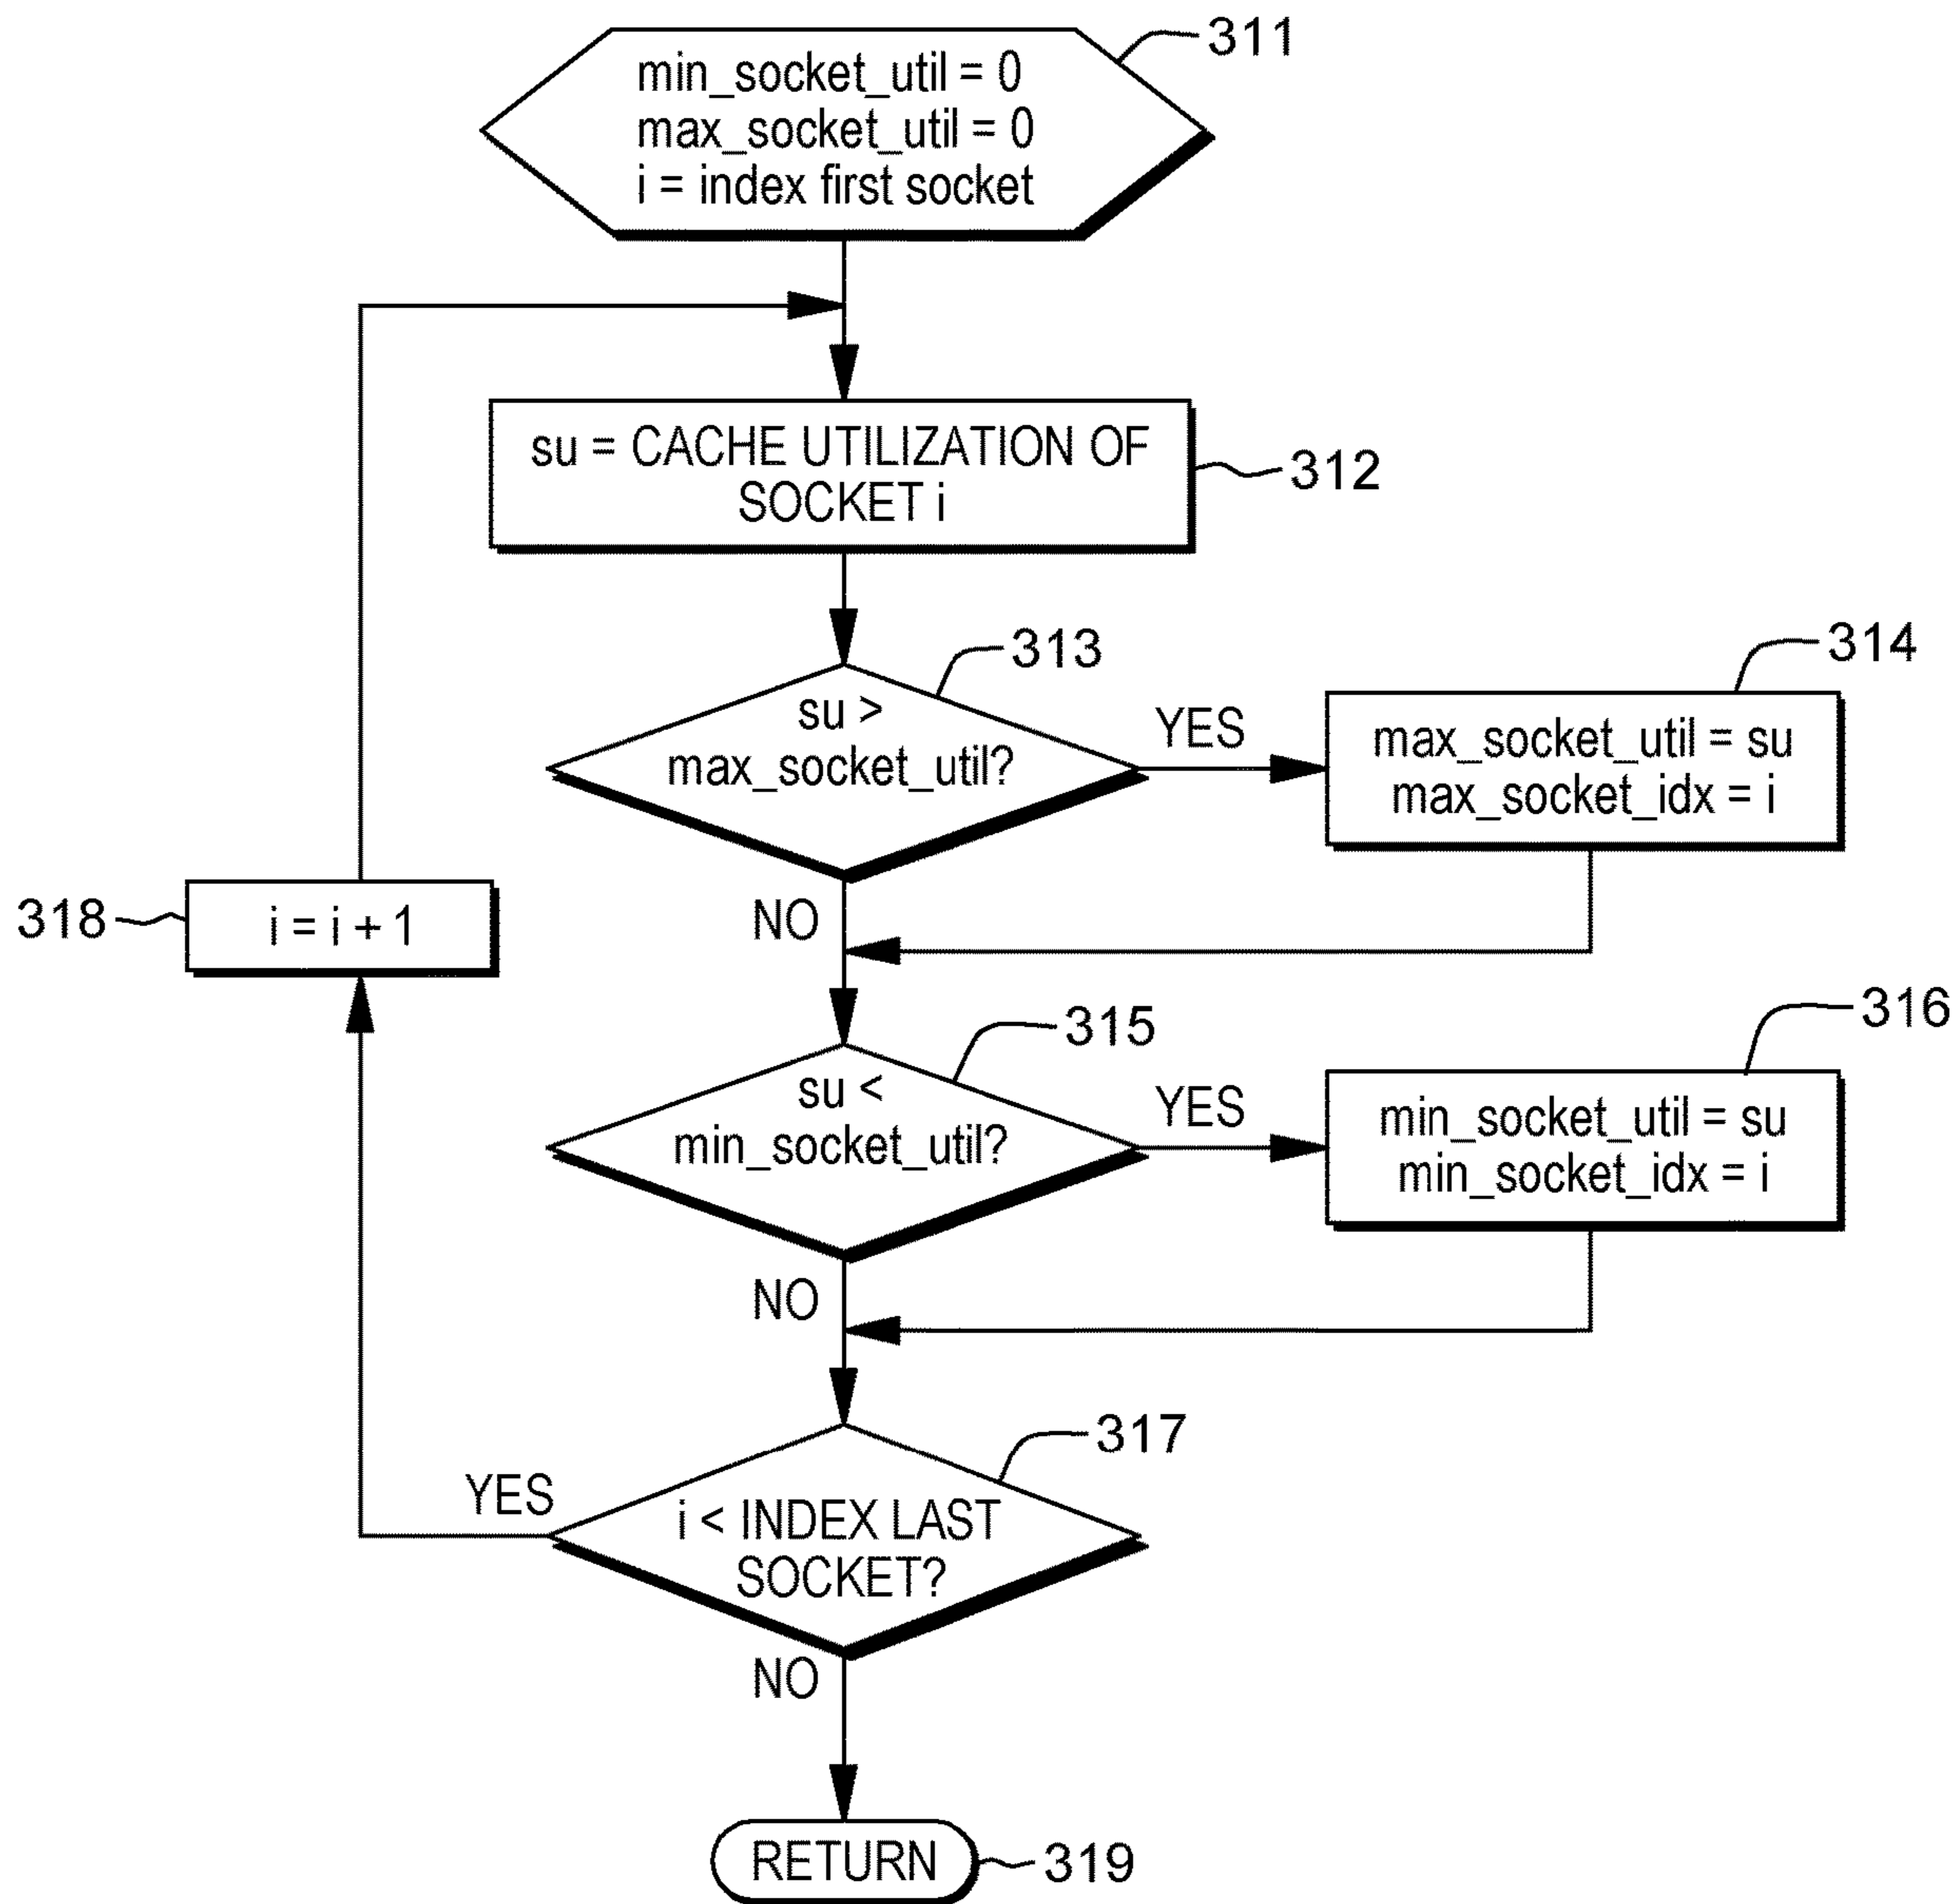 311
min_socket_util = 0
max_socket_util = 0
i = index first socket
su = CACHE UTILIZATION OF
SOCKET i
312
313
su >
max_socket_util?
YES
314
max_socket_util = su
max_socket_idx = i
NO
318
i = i + 1
315
su <
min_socket_util?
YES
316
min_socket_util = su
min_socket_idx = i
NO
317
YES
i < INDEX LAST
SOCKET?
NO
RETURN
319